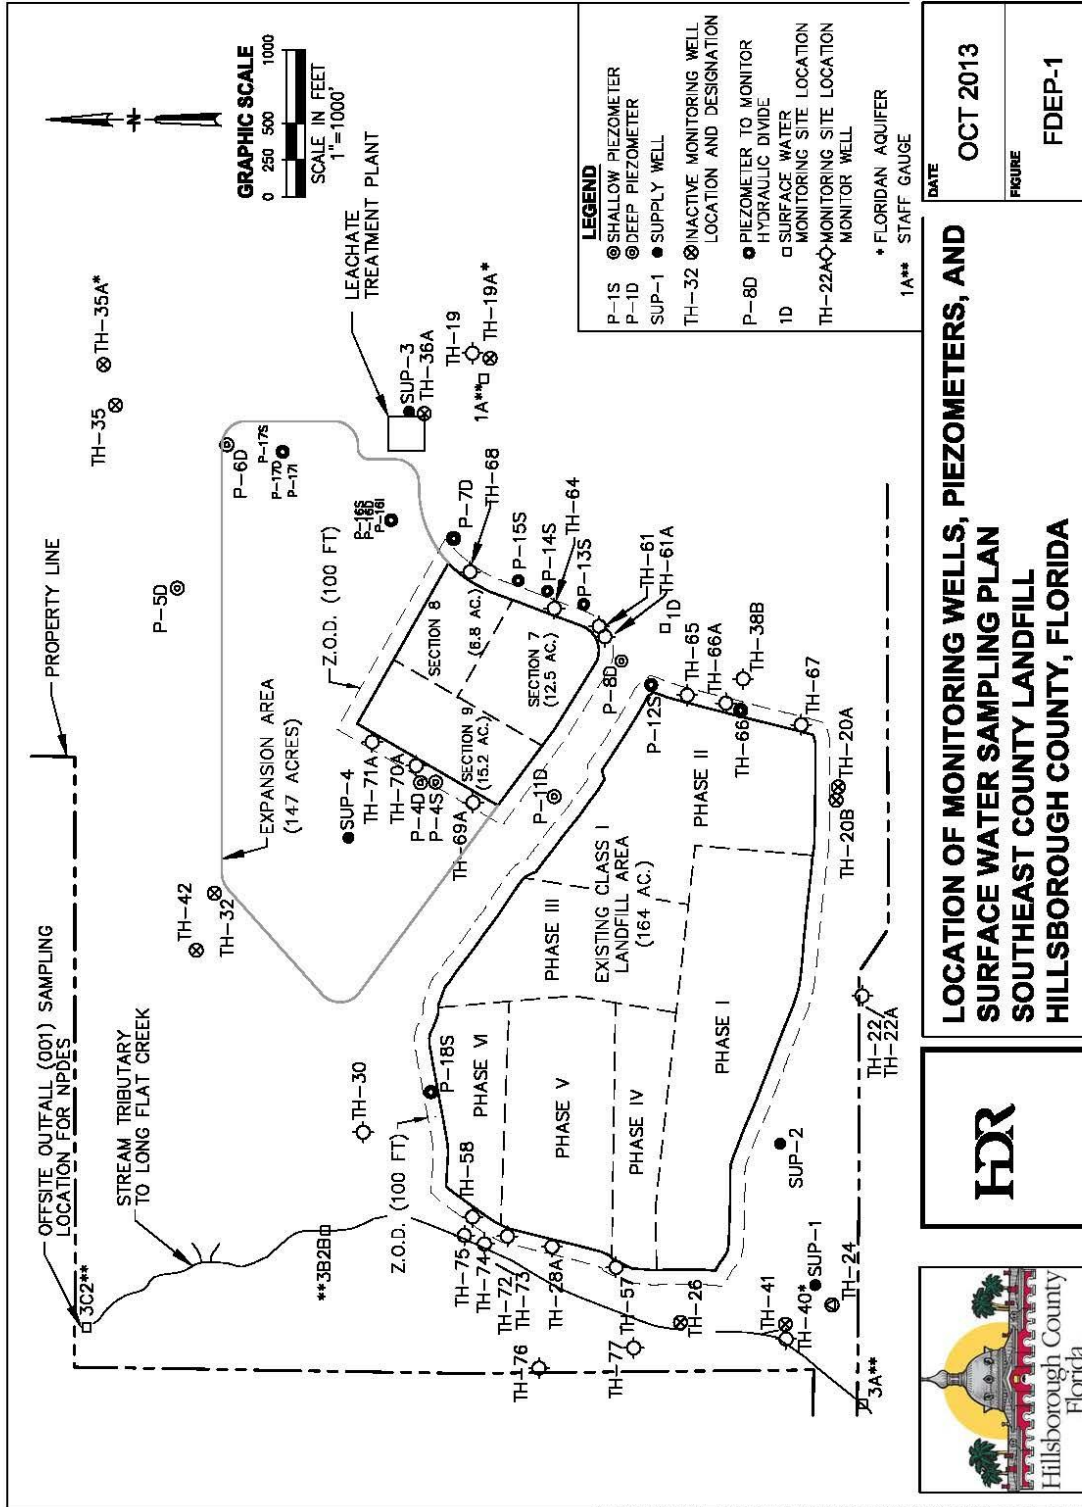 OFFSITE OUTFALL (001) SAMPLING
LOCATION FOR NPDES
3C2**
STREAM TRIBUTARY
TO LONG FLAT CREEK
**3B2B
PROPERTY LINE
EXPANSION AREA
(147 ACRES)
TH-42
TH-32
P-5D
TH-35
TH-35A*
P-6D
P-17S
P-17D
P-17I
P-16S
P-16D
P-16I
N
GRAPHIC SCALE
0 250 500 1000
SCALE IN FEET
1"=1000'
LEACHATE
TREATMENT PLANT
SUP-3
TH-36A
TH-19
1A**
TH-19A*
Z.O.D. (100 FT)
P-7D
TH-68
P-15S
P-14S
TH-64
P-13S
TH-61
TH-61A
1D
SECTION 8
(6.8 AC.)
SECTION 7
(12.5 AC.)
SECTION 9
(15.2 AC.)
SUP-4
TH-71A
TH-70A
P-4D
P-4S
TH-69A
P-8D
P-11D
P-12S
TH-65
TH-66A
TH-66
TH-38B
TH-67
TH-20A
TH-20B
TH-30
Z.O.D. (100 FT)
P-18S
TH-58
TH-75
TH-74
TH-72
TH-73
TH-28A
TH-57
TH-76
TH-77
TH-26
TH-41
TH-40*
SUP-1
TH-24
3A**
SUP-2
TH-22
TH-22A
PHASE VI
PHASE V
PHASE IV
PHASE III
PHASE II
PHASE I
EXISTING CLASS I
LANDFILL AREA
(164 AC.)
LEGEND
P-1S SHALLOW PIEZOMETER
P-1D DEEP PIEZOMETER
SUP-1 SUPPLY WELL
TH-32 INACTIVE MONITORING WELL
LOCATION AND DESIGNATION
P-8D PIEZOMETER TO MONITOR
HYDRAULIC DIVIDE
1D SURFACE WATER
MONITORING SITE LOCATION
TH-22A MONITORING SITE LOCATION
MONITOR WELL
* FLORIDAN AQUIFER
1A** STAFF GAUGE
Hillsborough County
Florida
HDR
LOCATION OF MONITORING WELLS, PIEZOMETERS, AND
SURFACE WATER SAMPLING PLAN
SOUTHEAST COUNTY LANDFILL
HILLSBOROUGH COUNTY, FLORIDA
DATE
OCT 2013
FIGURE
FDEP-1